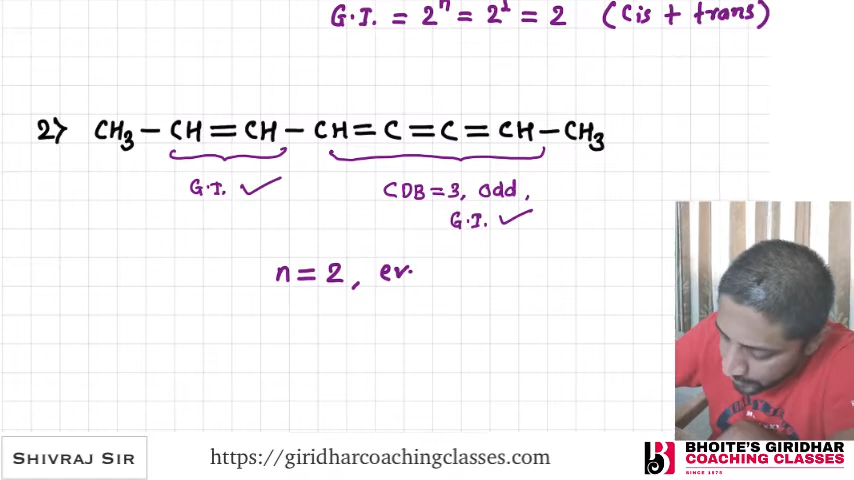 G.I. = 2ⁿ = 2¹ = 2 (Cis + trans)
2> CH₃ – CH = CH – CH = C = C = CH – CH₃
G.I. ✓
CDB = 3, odd,
G.I. ✓
n = 2, ev.
SHIVRAJ SIR
https://giridharcoachingclasses.com
BHOITE'S GIRIDHAR
COACHING CLASSES